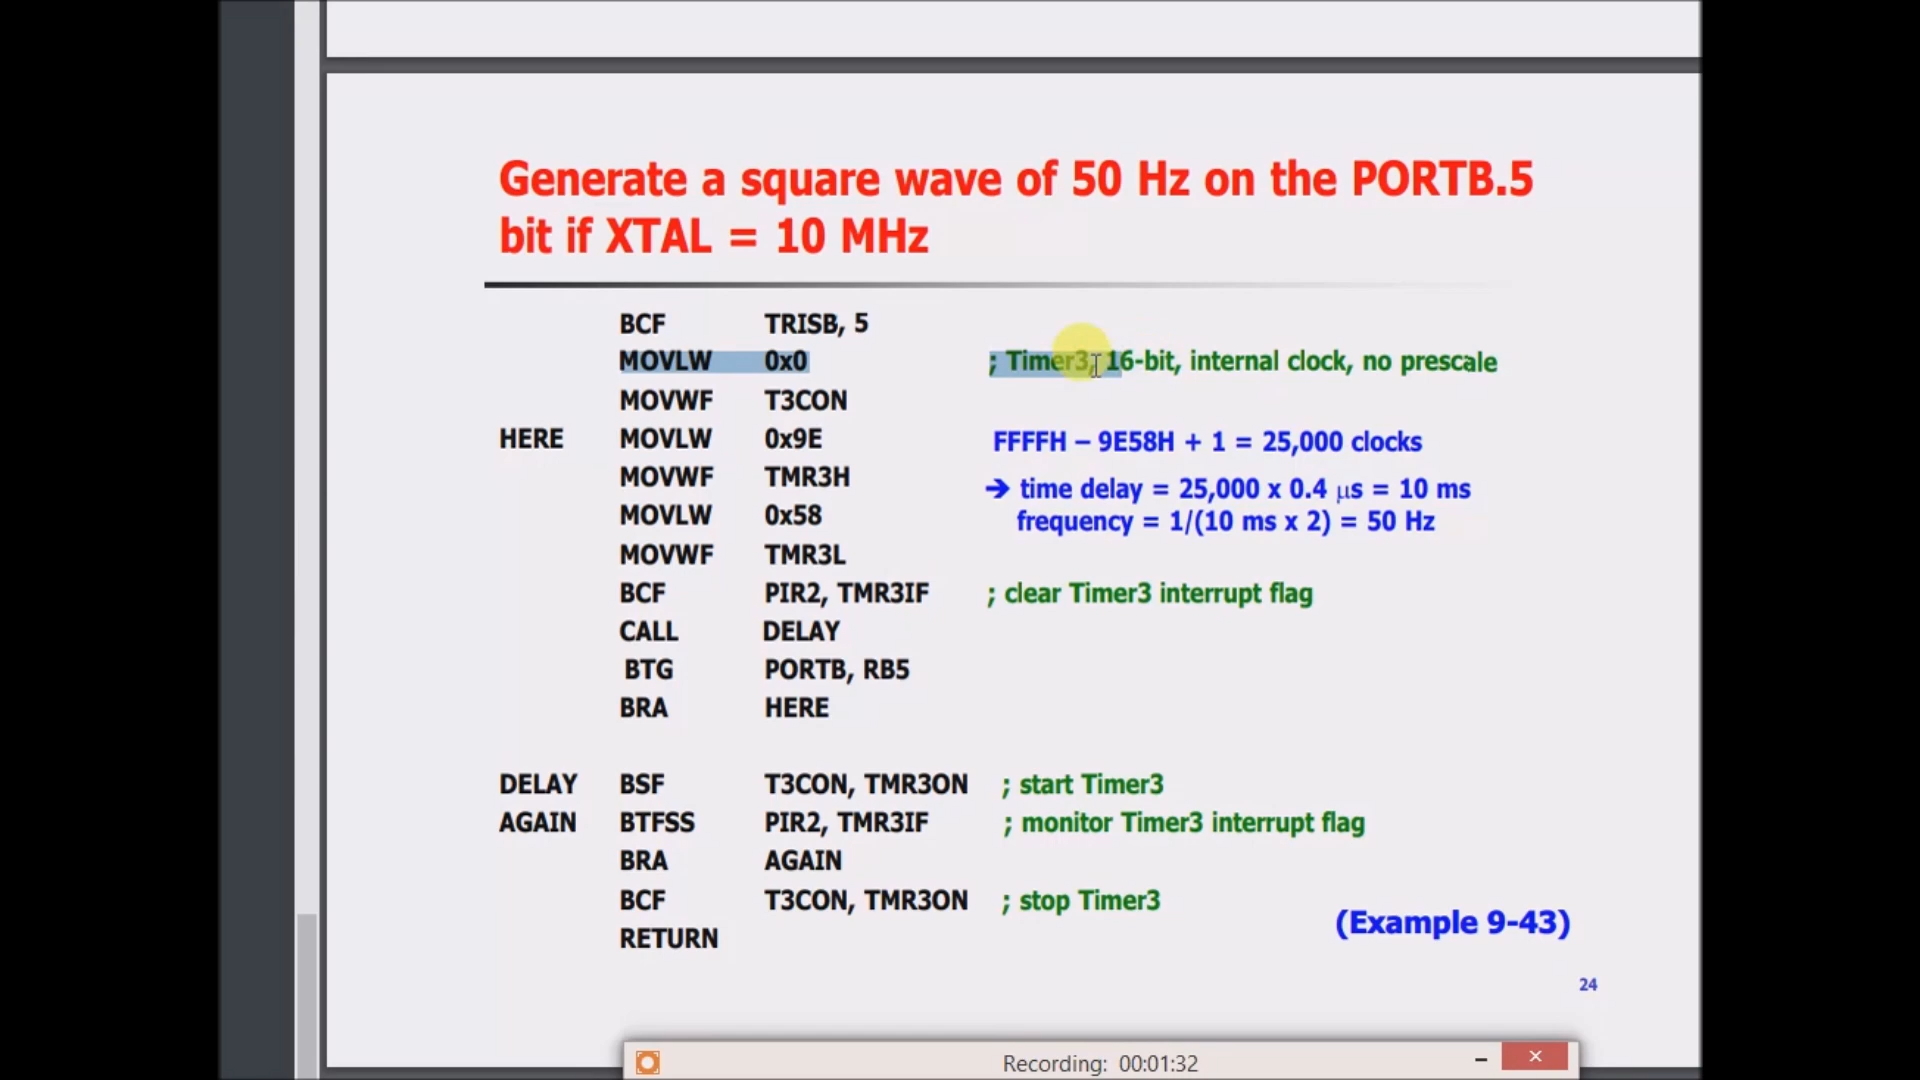 Generate a square wave of 50 Hz on the PORTB.5
bit if XTAL = 10 MHz
BCF TRISB, 5
MOVLW 0x0 ; Timer3, 16-bit, internal clock, no prescale
MOVWF T3CON
HERE MOVLW 0x9E FFFFH – 9E58H + 1 = 25,000 clocks
MOVWF TMR3H ➔ time delay = 25,000 x 0.4 μs = 10 ms
MOVLW 0x58 frequency = 1/(10 ms x 2) = 50 Hz
MOVWF TMR3L
BCF PIR2, TMR3IF ; clear Timer3 interrupt flag
CALL DELAY
BTG PORTB, RB5
BRA HERE
DELAY BSF T3CON, TMR3ON ; start Timer3
AGAIN BTFSS PIR2, TMR3IF ; monitor Timer3 interrupt flag
BRA AGAIN
BCF T3CON, TMR3ON ; stop Timer3
RETURN
(Example 9-43)
24
Recording: 00:01:32